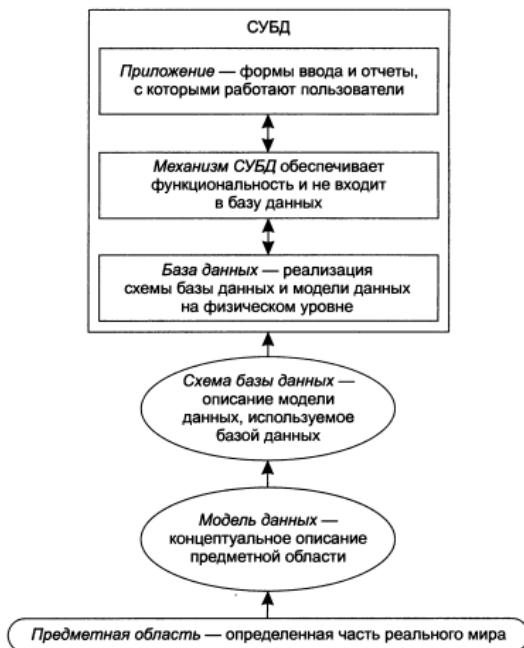 СУБД
Приложение — формы ввода и отчеты,
с которыми работают пользователи
Механизм СУБД обеспечивает
функциональность и не входит
в базу данных
База данных — реализация
схемы базы данных и модели данных
на физическом уровне
Схема базы данных —
описание модели
данных, используемое
базой данных
Модель данных —
концептуальное описание
предметной области
Предметная область — определенная часть реального мира